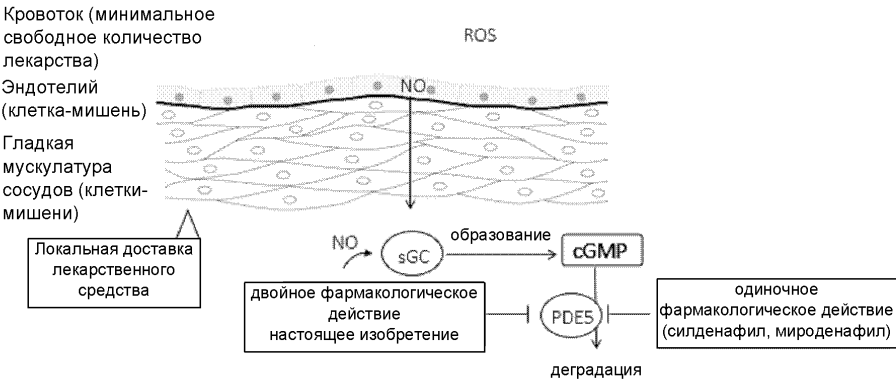 Кровоток (минимальное
свободное количество
лекарства)
ROS
Эндотелий
(клетка-мишень)
NO
Гладкая
мускулатура
сосудов (клетки-
мишени)
Локальная доставка
лекарственного
средства
NO
sGC
образование
cGMP
двойное фармакологическое
действие
настоящее изобретение
PDE5
одиночное
фармакологическое действие
(силденафил, мироденафил)
деградация